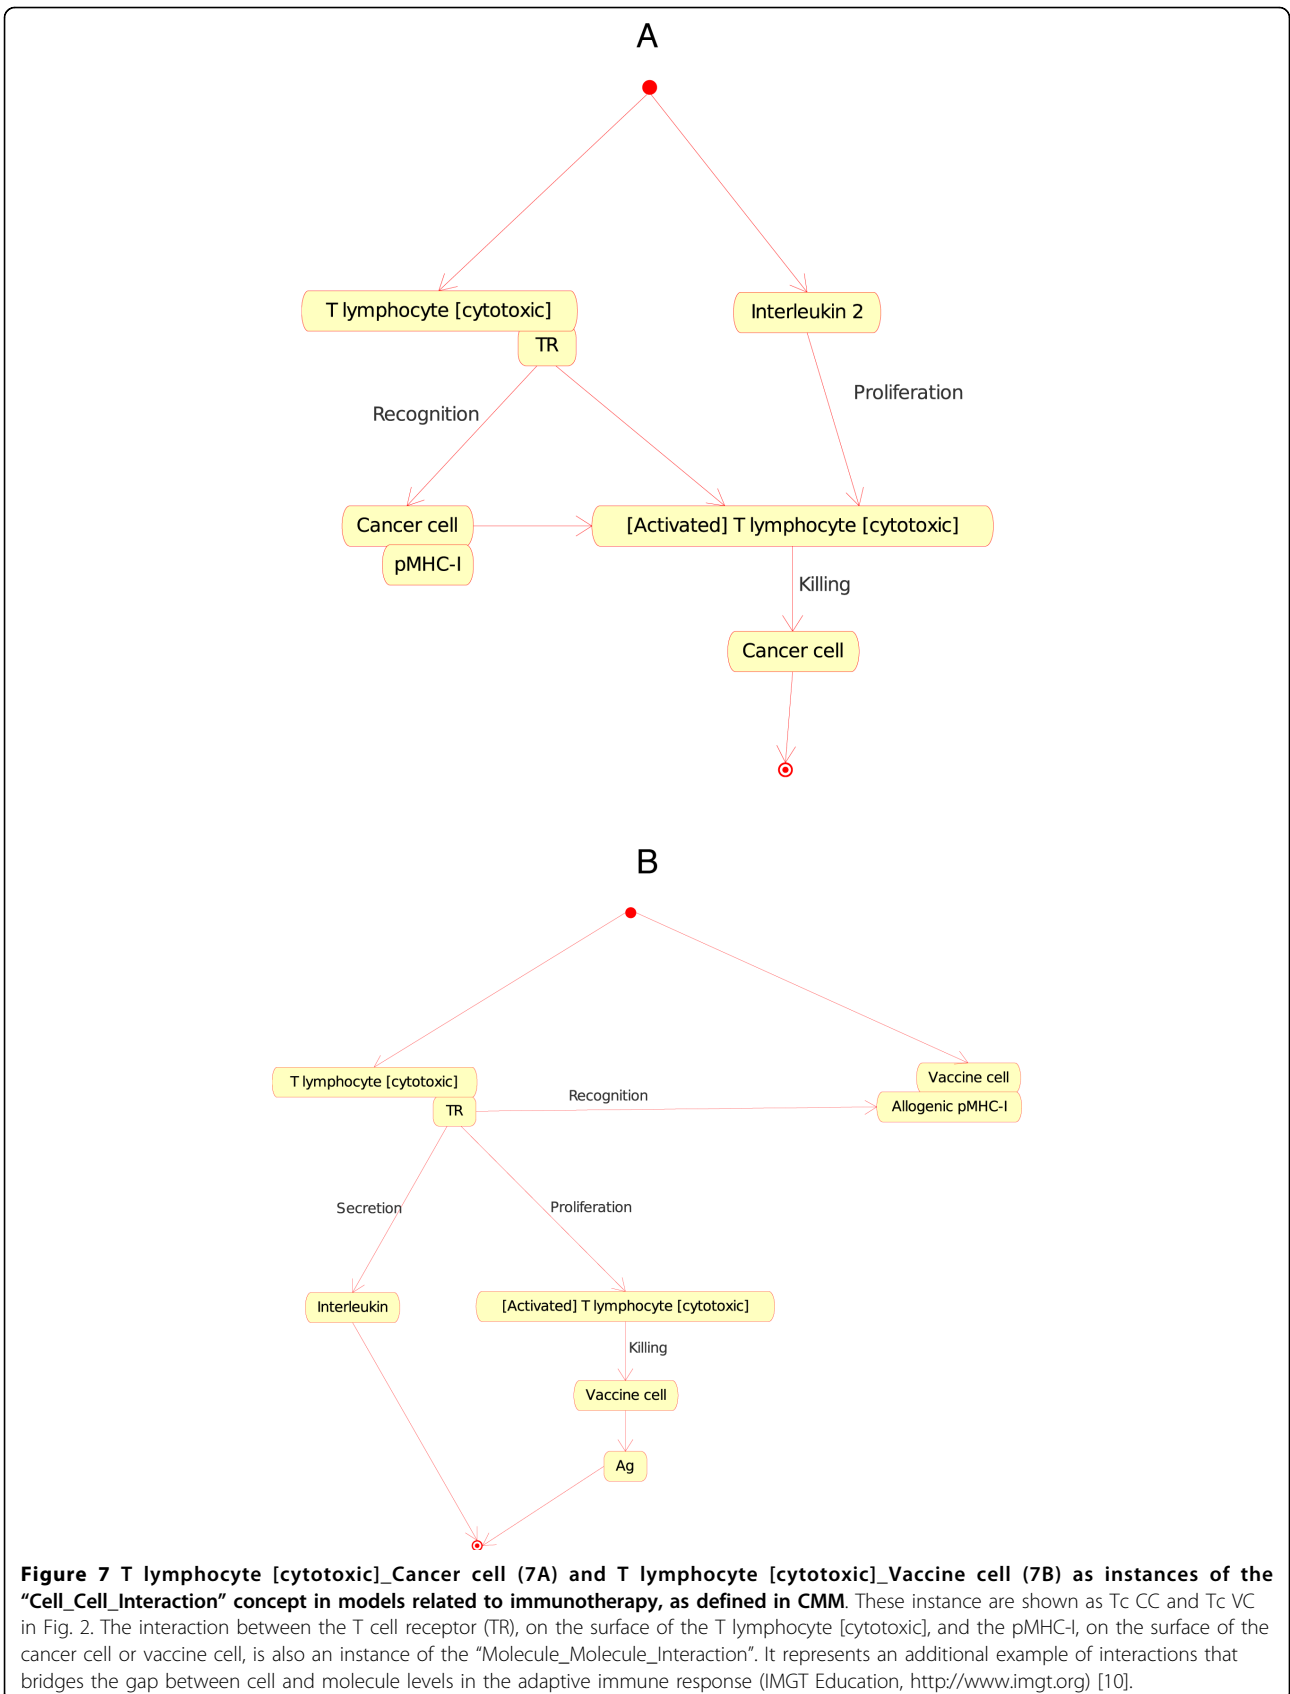 A
T lymphocyte [cytotoxic]
Interleukin 2
TR
Proliferation
Recognition
Cancer cell
[Activated] T lymphocyte [cytotoxic]
pMHC-I
Killing
Cancer cell
B
T lymphocyte [cytotoxic]
Vaccine cell
Recognition
TR
Allogenic pMHC-I
Secretion
Proliferation
Interleukin
[Activated] T lymphocyte [cytotoxic]
Killing
Vaccine cell
Ag
Figure 7 T lymphocyte [cytotoxic]_Cancer cell (7A) and T lymphocyte [cytotoxic]_Vaccine cell (7B) as instances of the
“Cell_Cell_Interaction” concept in models related to immunotherapy, as defined in CMM. These instance are shown as Tc CC and Tc VC
in Fig. 2. The interaction between the T cell receptor (TR), on the surface of the T lymphocyte [cytotoxic], and the pMHC-I, on the surface of the
cancer cell or vaccine cell, is also an instance of the “Molecule_Molecule_Interaction”. It represents an additional example of interactions that
bridges the gap between cell and molecule levels in the adaptive immune response (IMGT Education, http://www.imgt.org) [10].